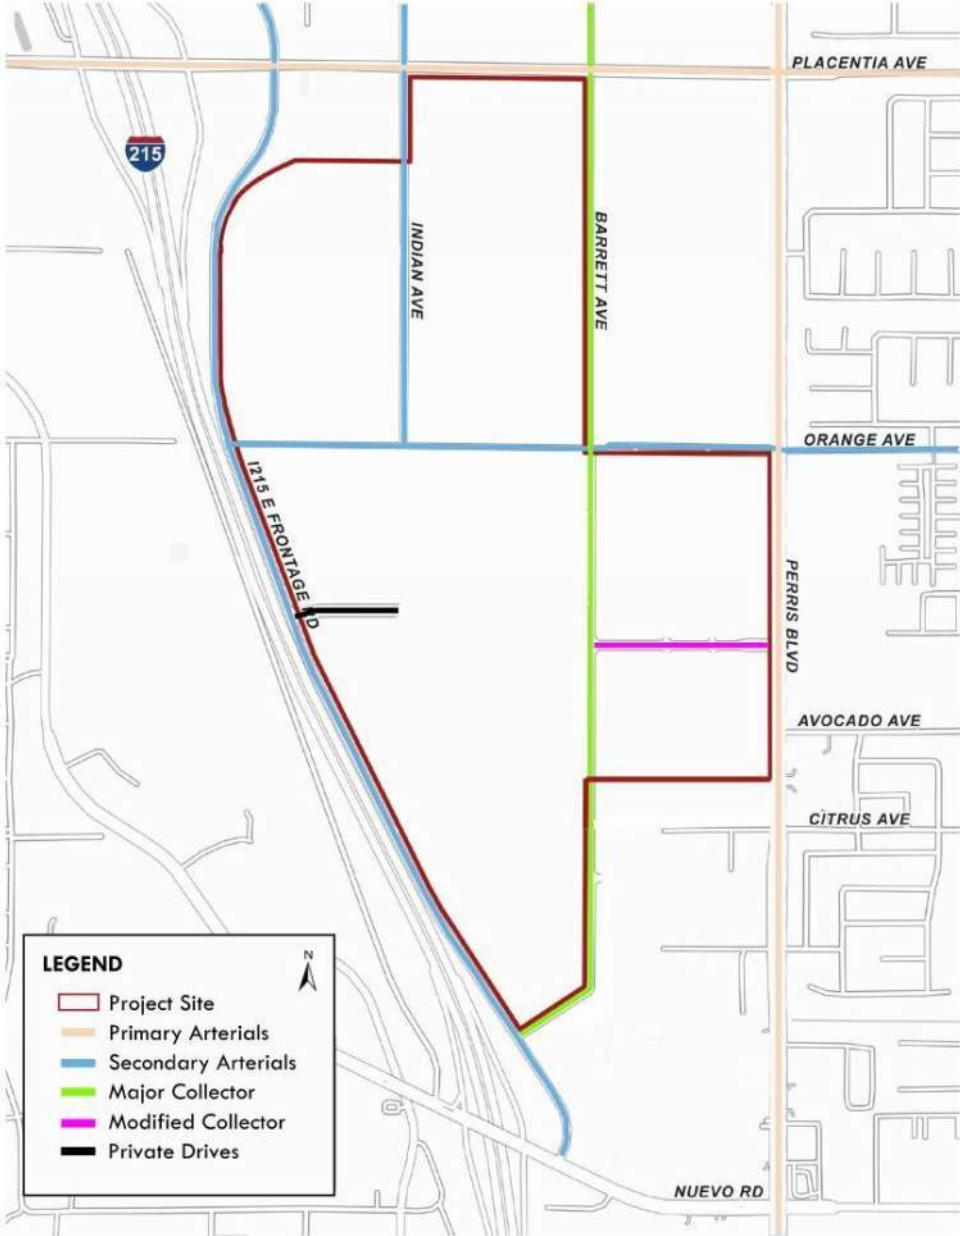 PLACENTIA AVE
215
INDIAN AVE
BARRETT AVE
ORANGE AVE
I215 E FRONTAGE RD
PERRIS BLVD
AVOCADO AVE
CITRUS AVE
LEGEND
N
Project Site
Primary Arterials
Secondary Arterials
Major Collector
Modified Collector
Private Drives
NUEVO RD